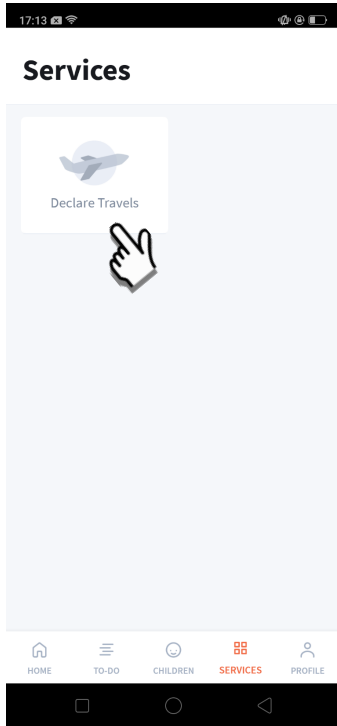 17:13
Services
Declare Travels
HOME TO-DO CHILDREN SERVICES PROFILE